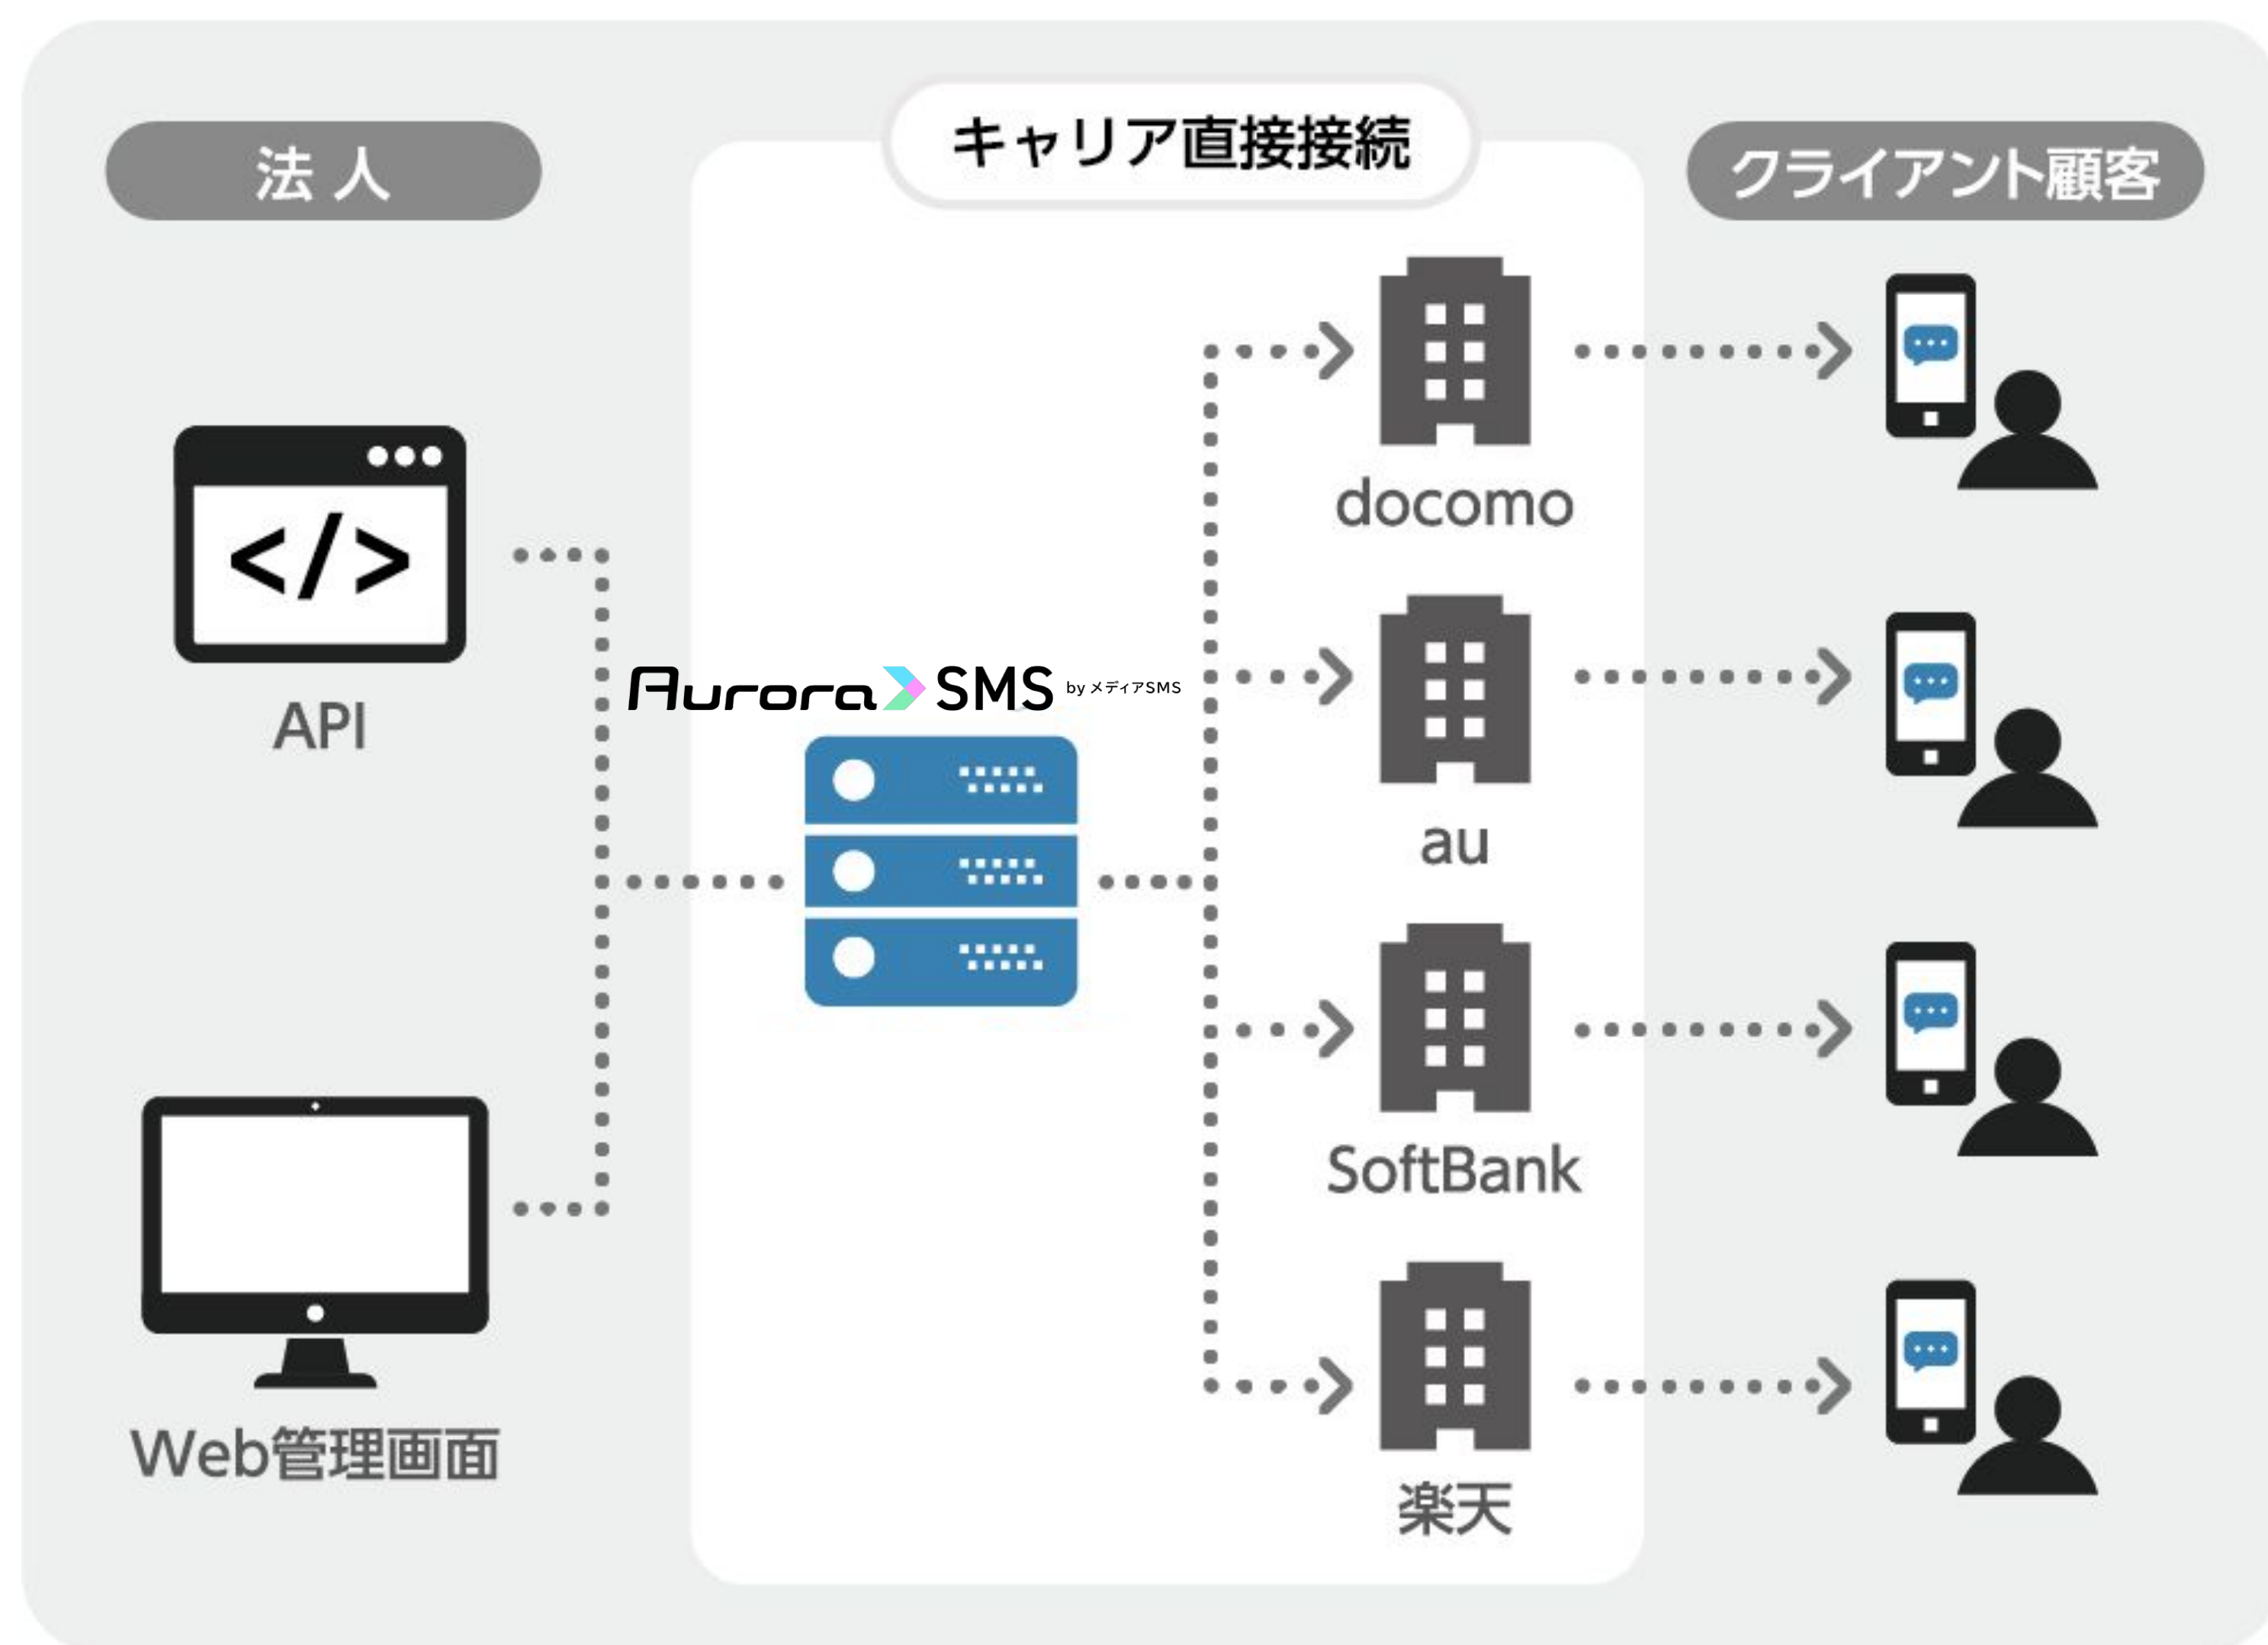 法人
キャリア直接接続
クライアント顧客
</>
API
Aurora SMS by メディアSMS
docomo
au
SoftBank
Web管理画面
楽天